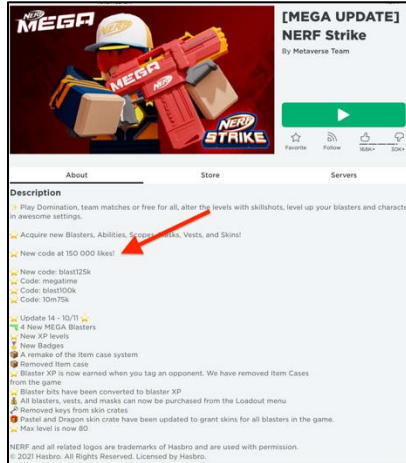 NERF
MEGA
NERF
MEGA
NERF
STRIKE
[MEGA UPDATE]
NERF Strike
By Metaverse Team
Favorite
Follow
168K+
30K+
About
Store
Servers
Description
Play Domination, team matches or free for all, alter the levels with skillshots, level up your blasters and characte
in awesome settings.
Acquire new Blasters, Abilities, Scopes, Masks, Vests, and Skins!
New code at 150 000 likes!
New code: blast125k
Code: megatime
Code: blast100k
Code: 10m75k
Update 14 - 10/11
4 New MEGA Blasters
New XP levels
New Badges
A remake of the Item case system
Removed Item case
Blaster XP is now earned when you tag an opponent. We have removed Item Cases
from the game
Blaster bits have been converted to blaster XP
All blasters, vests, and masks can now be purchased from the Loadout menu
Removed keys from skin crates
Pastel and Dragon skin crate have been updated to grant skins for all blasters in the game.
Max level is now 80
NERF and all related logos are trademarks of Hasbro and are used with permission.
© 2021 Hasbro. All Rights Reserved. Licensed by Hasbro.